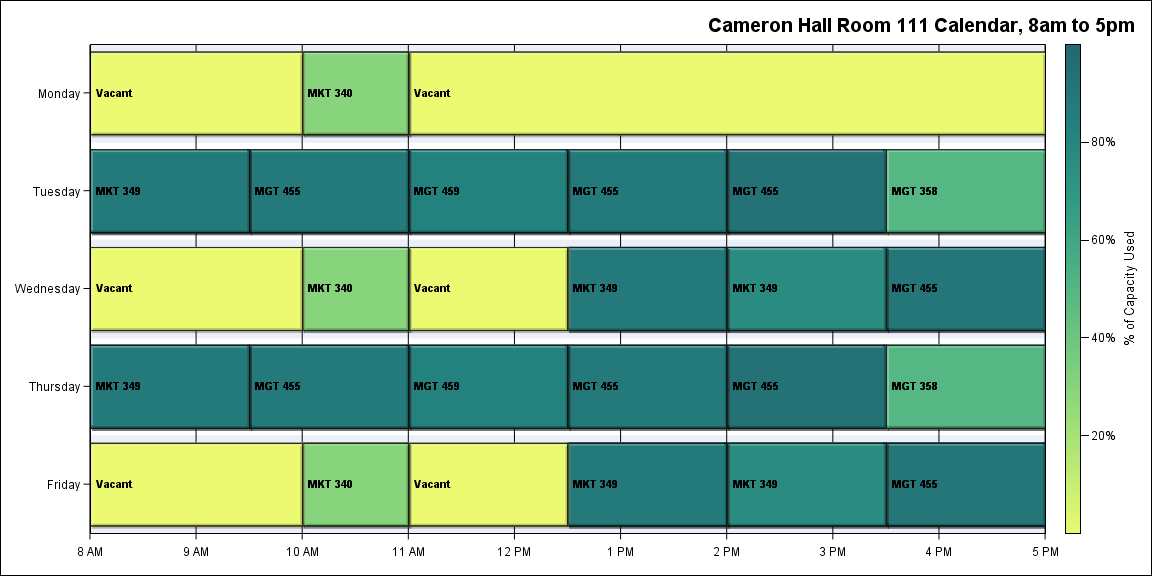 Cameron Hall Room 111 Calendar, 8am to 5pm
Monday
Vacant
MKT 340
Vacant
Tuesday
MKT 349
MGT 455
MGT 459
MGT 455
MGT 455
MGT 358
Wednesday
Vacant
MKT 340
Vacant
MKT 349
MKT 349
MGT 455
Thursday
MKT 349
MGT 455
MGT 459
MGT 455
MGT 455
MGT 358
Friday
Vacant
MKT 340
Vacant
MKT 349
MKT 349
MGT 455
8 AM
9 AM
10 AM
11 AM
12 PM
1 PM
2 PM
3 PM
4 PM
5 PM
80%
60%
40%
20%
% of Capacity Used